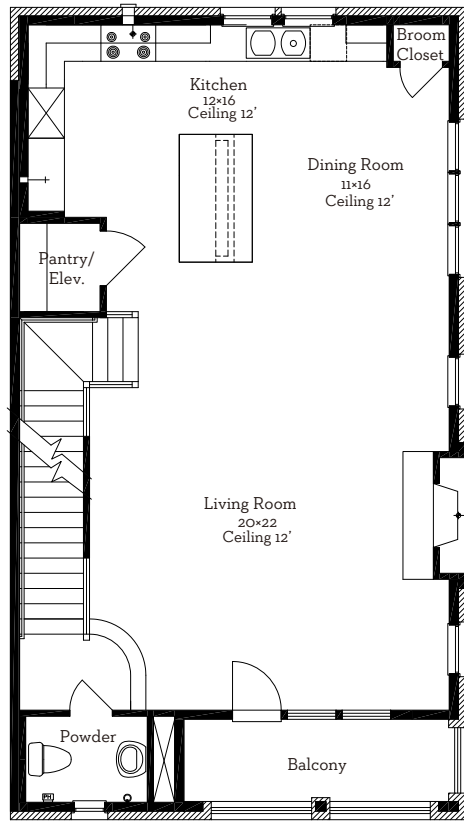 Broom
Closet
Kitchen
12×16
Ceiling 12'
Dining Room
11×16
Ceiling 12'
Pantry/
Elev.
Living Room
20×22
Ceiling 12'
Powder
Balcony
PH